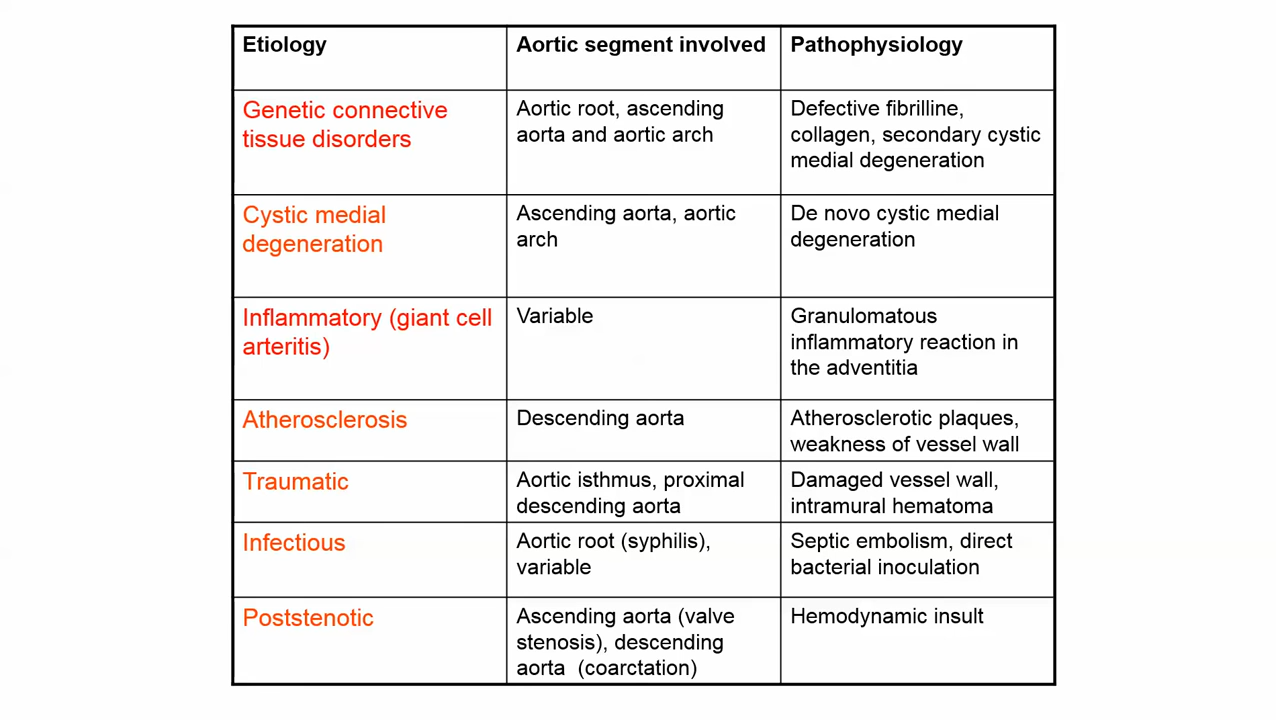 Etiology
Aortic segment involved
Pathophysiology
Genetic connective
tissue disorders
Aortic root, ascending
aorta and aortic arch
Defective fibrilline,
collagen, secondary cystic
medial degeneration
Cystic medial
degeneration
Ascending aorta, aortic
arch
De novo cystic medial
degeneration
Inflammatory (giant cell
arteritis)
Variable
Granulomatous
inflammatory reaction in
the adventitia
Atherosclerosis
Descending aorta
Atherosclerotic plaques,
weakness of vessel wall
Traumatic
Aortic isthmus, proximal
descending aorta
Damaged vessel wall,
intramural hematoma
Infectious
Aortic root (syphilis),
variable
Septic embolism, direct
bacterial inoculation
Poststenotic
Ascending aorta (valve
stenosis), descending
aorta  (coarctation)
Hemodynamic insult